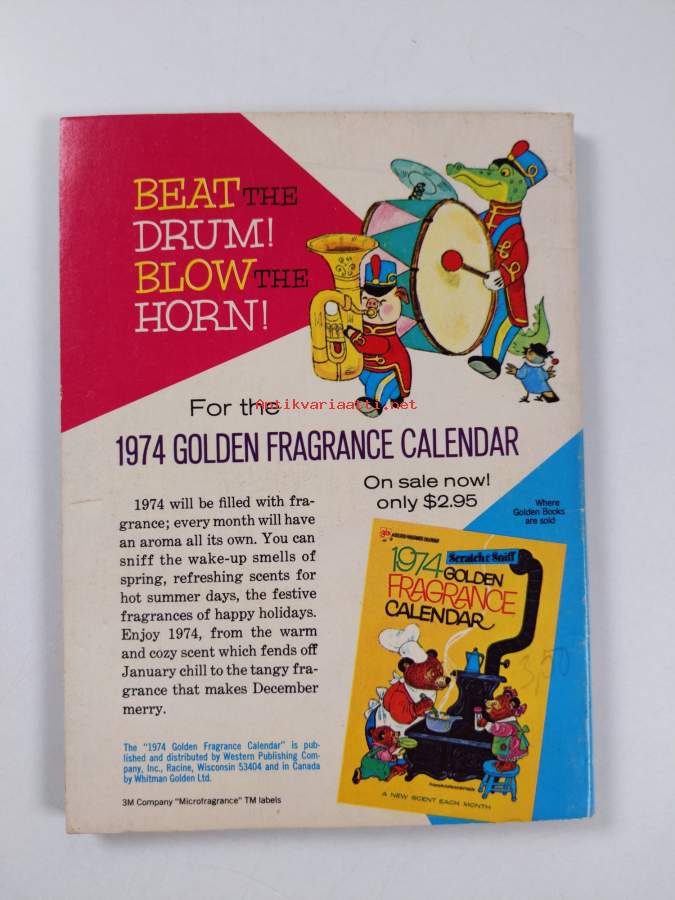 BEAT THE
DRUM!
BLOW THE
HORN!
For the
Antikvariaatti.net
1974 GOLDEN FRAGRANCE CALENDAR
On sale now!
only $2.95
Where
Golden Books
are sold
1974 will be filled with fra-
grance; every month will have
an aroma all its own. You can
sniff the wake-up smells of
spring, refreshing scents for
hot summer days, the festive
fragrances of happy holidays.
Enjoy 1974, from the warm
and cozy scent which fends off
January chill to the tangy fra-
grance that makes December
merry.
A GOLDEN FRAGRANCE CALENDAR
Scratch & Sniff
1974
GOLDEN
FRAGRANCE
CALENDAR
3,50
A NEW SCENT EACH MONTH
The "1974 Golden Fragrance Calendar" is pub-
lished and distributed by Western Publishing Com-
pany, Inc., Racine, Wisconsin 53404 and in Canada
by Whitman Golden Ltd.
3M Company "Microfragrance" TM labels